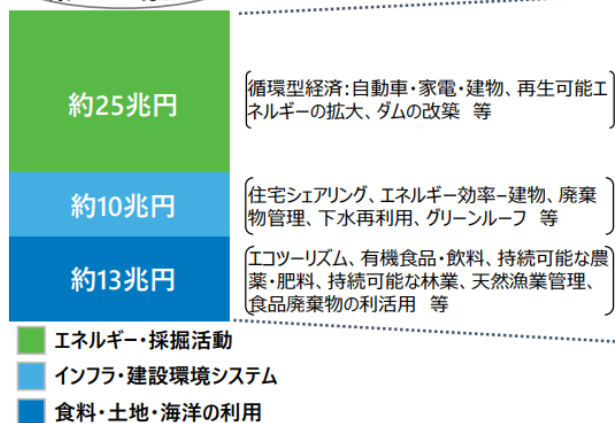 約25兆円
循環型経済:自動車・家電・建物、再生可能エ
ネルギーの拡大、ダムの改築 等
約10兆円
住宅シェアリング、エネルギー効率–建物、廃棄
物管理、下水再利用、グリーンルーフ 等
約13兆円
エコツーリズム、有機食品・飲料、持続可能な農
薬・肥料、持続可能な林業、天然漁業管理、
食品廃棄物の利活用 等
エネルギー・採掘活動
インフラ・建設環境システム
食料・土地・海洋の利用